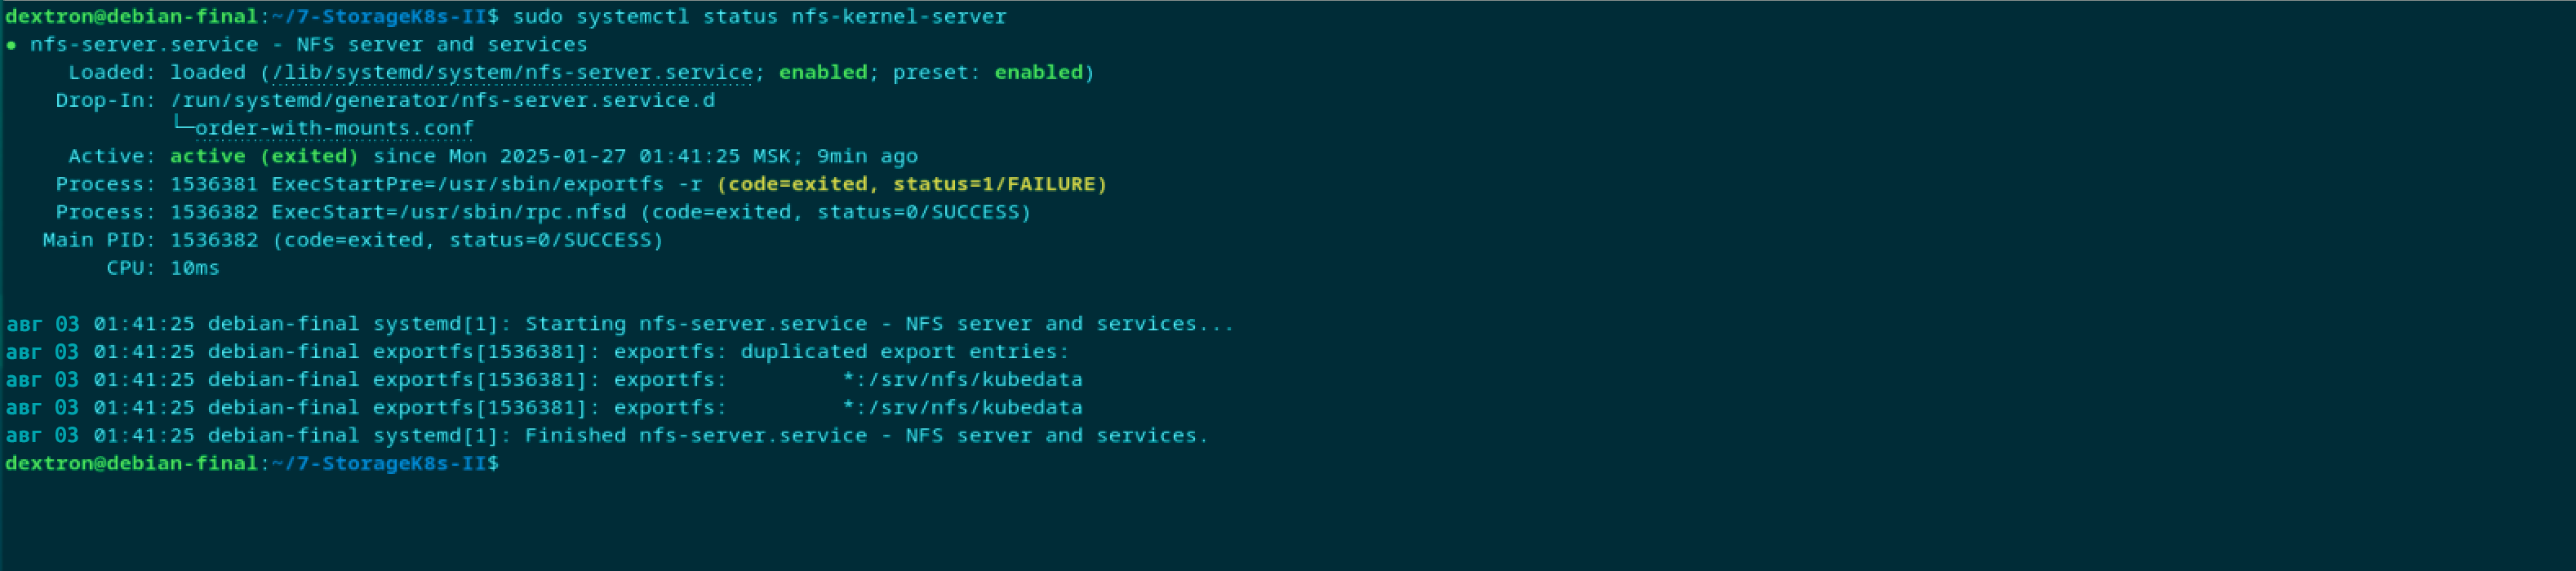 dextron@debian-final:~/7-StorageK8s-II$ sudo systemctl status nfs-kernel-server
● nfs-server.service - NFS server and services
     Loaded: loaded (/lib/systemd/system/nfs-server.service; enabled; preset: enabled)
    Drop-In: /run/systemd/generator/nfs-server.service.d
             └─order-with-mounts.conf
     Active: active (exited) since Mon 2025-01-27 01:41:25 MSK; 9min ago
    Process: 1536381 ExecStartPre=/usr/sbin/exportfs -r (code=exited, status=1/FAILURE)
    Process: 1536382 ExecStart=/usr/sbin/rpc.nfsd (code=exited, status=0/SUCCESS)
   Main PID: 1536382 (code=exited, status=0/SUCCESS)
        CPU: 10ms

авг 03 01:41:25 debian-final systemd[1]: Starting nfs-server.service - NFS server and services...
авг 03 01:41:25 debian-final exportfs[1536381]: exportfs: duplicated export entries:
авг 03 01:41:25 debian-final exportfs[1536381]: exportfs:         *:/srv/nfs/kubedata
авг 03 01:41:25 debian-final exportfs[1536381]: exportfs:         *:/srv/nfs/kubedata
авг 03 01:41:25 debian-final systemd[1]: Finished nfs-server.service - NFS server and services.
dextron@debian-final:~/7-StorageK8s-II$